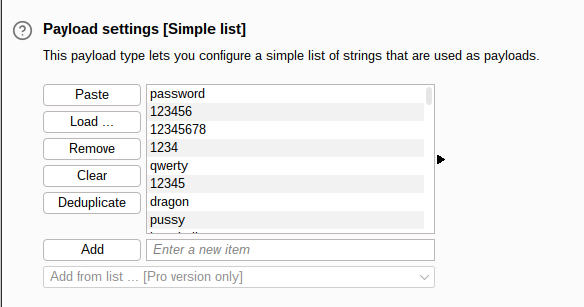 Payload settings [Simple list]
This payload type lets you configure a simple list of strings that are used as payloads.
Paste
Load ...
Remove
Clear
Deduplicate
password
123456
12345678
1234
qwerty
12345
dragon
pussy
Add
Enter a new item
Add from list ... [Pro version only]